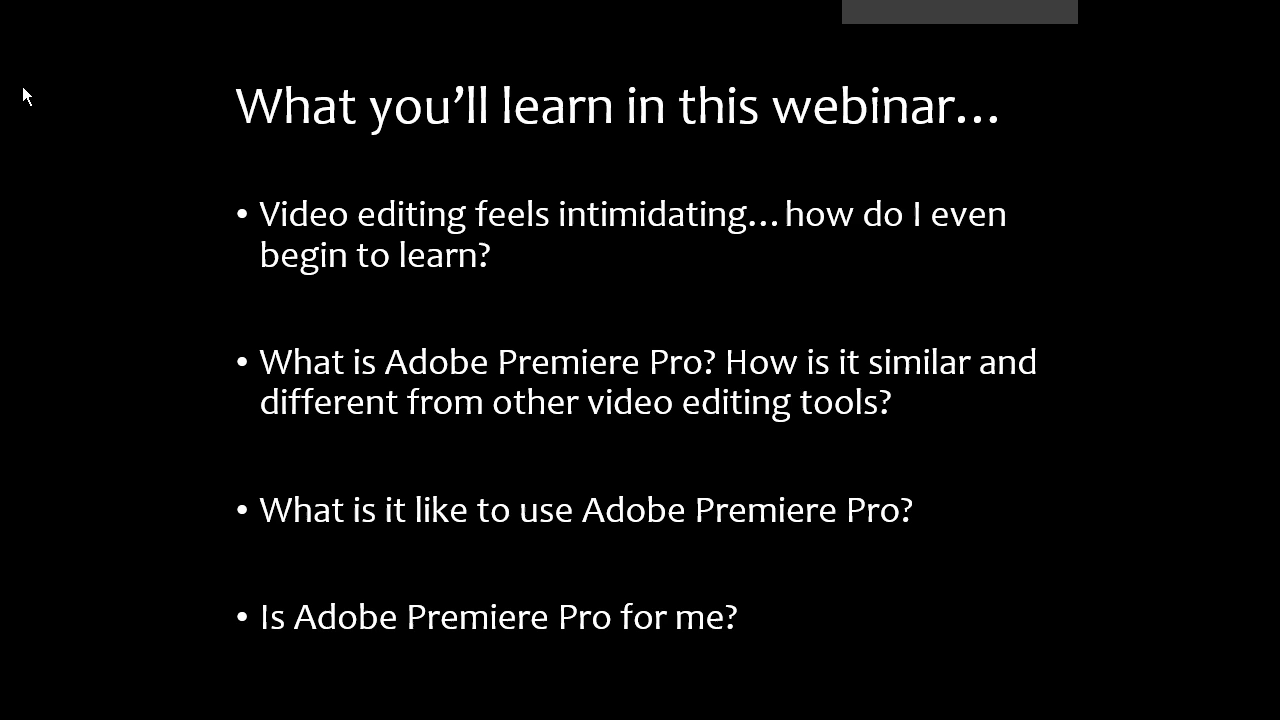 What you’ll learn in this webinar…
• Video editing feels intimidating…how do I even
begin to learn?
• What is Adobe Premiere Pro? How is it similar and
different from other video editing tools?
• What is it like to use Adobe Premiere Pro?
• Is Adobe Premiere Pro for me?